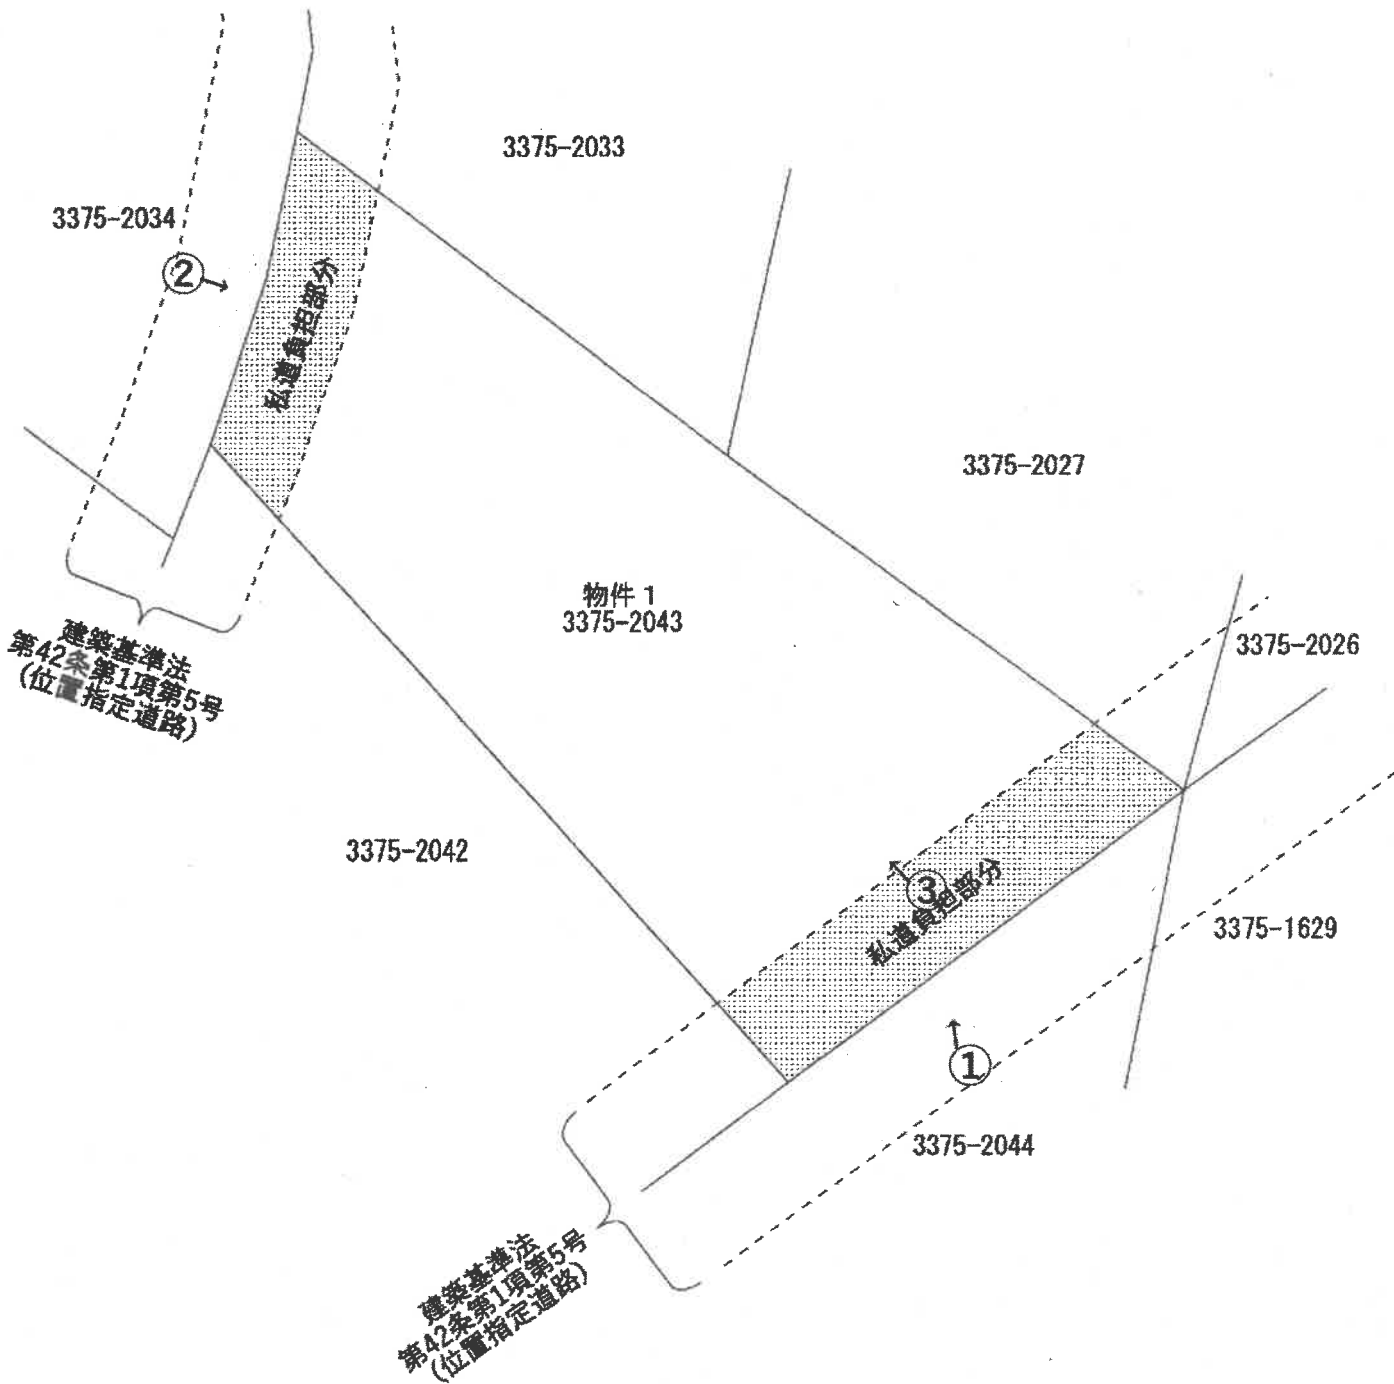 3375-2033
3375-2034
②
私道負担部分
3375-2027
物件1
3375-2043
3375-2026
建築基準法
第42条第1項第5号
(位置指定道路)
3375-2042
③
私道負担部分
3375-1629
①
3375-2044
建築基準法
第42条第1項第5号
(位置指定道路)